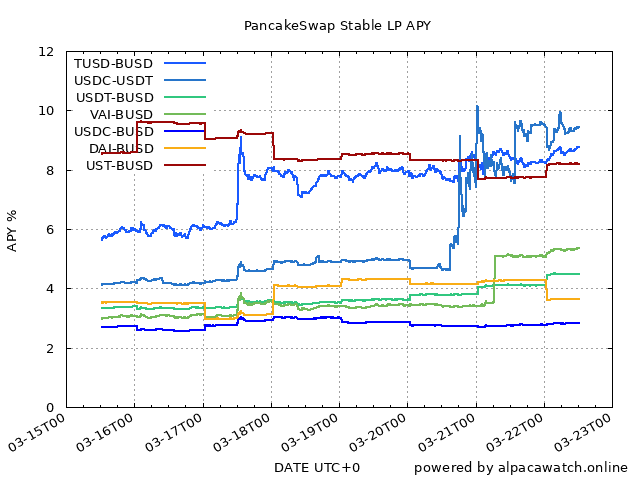 PancakeSwap Stable LP APY
12
10
8
6
4
2
0
APY %
TUSD-BUSD
USDC-USDT
USDT-BUSD
VAI-BUSD
USDC-BUSD
DAI-BUSD
UST-BUSD
03-15T00
03-16T00
03-17T00
03-18T00
03-19T00
03-20T00
03-21T00
03-22T00
03-23T00
DATE UTC+0
powered by alpacawatch.online